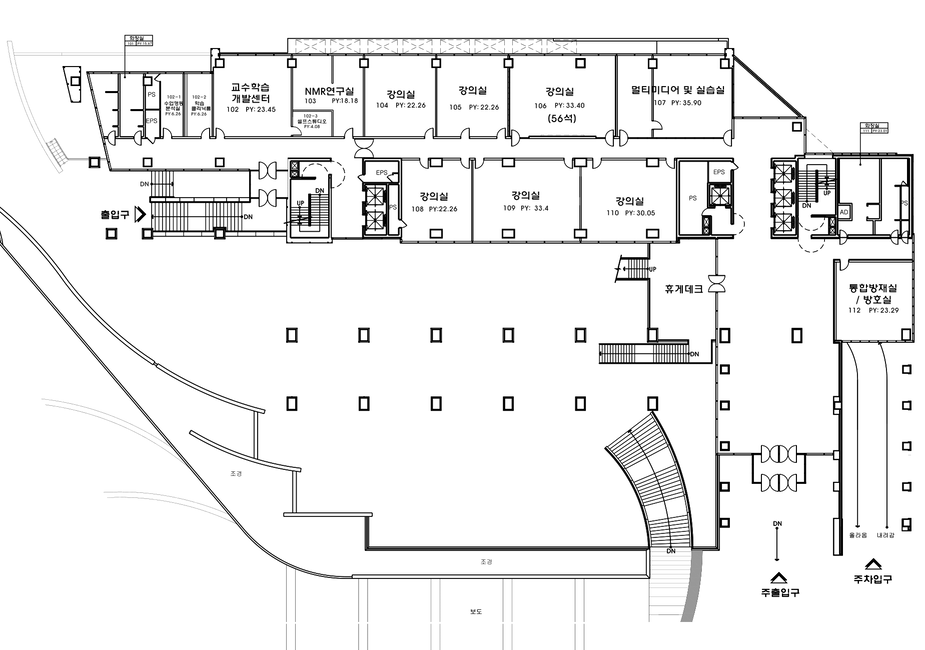 화장실
화장실
PS
EPS
102-1
수업행동
분석실
PY:6.26
102-2
학습
클리닉룸
PY:6.26
교수학습
개발센터
102 PY: 23.45
NMR연구실
103 PY:18.18
102-3
셀프스튜디오
PY:4.08
강의실
104 PY: 22.26
강의실
105 PY: 22.26
강의실
106 PY: 33.40
(56석)
멀티미디어 및 실습실
107 PY: 35.90
DN
출입구
DN
UP
DN
EPS
PS
강의실
108 PY:22.26
강의실
109 PY: 33.4
강의실
110 PY: 30.05
PS
EPS
UP
DN
AD
PS
UP
휴게데크
DN
통합방재실
/ 방호실
112 PY: 23.29
조경
DN
조경
보도
DN
주출입구
올라옴
내려감
주차입구